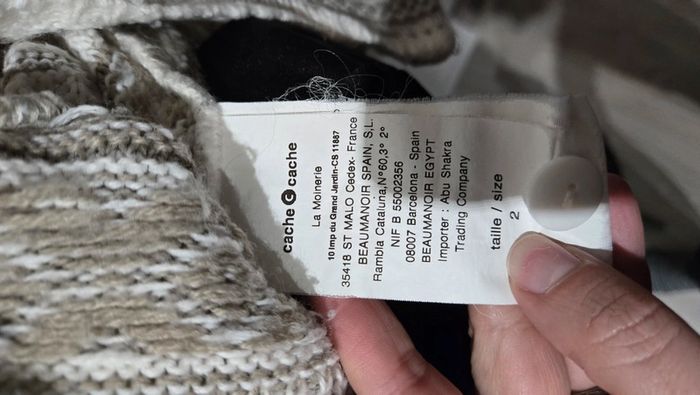 cache cache
La Moinerie
10 Imp du Grand Jardin-CS 11887
35418 ST MALO Cedex- France
BEAUMANOIR SPAIN, S.L.
Rambla Cataluna,N°60,3° 2°
NIF B 55002356
08007 Barcelona - Spain
BEAUMANOIR EGYPT
Importer : Abu Shakra
Trading Company
taille / size
2